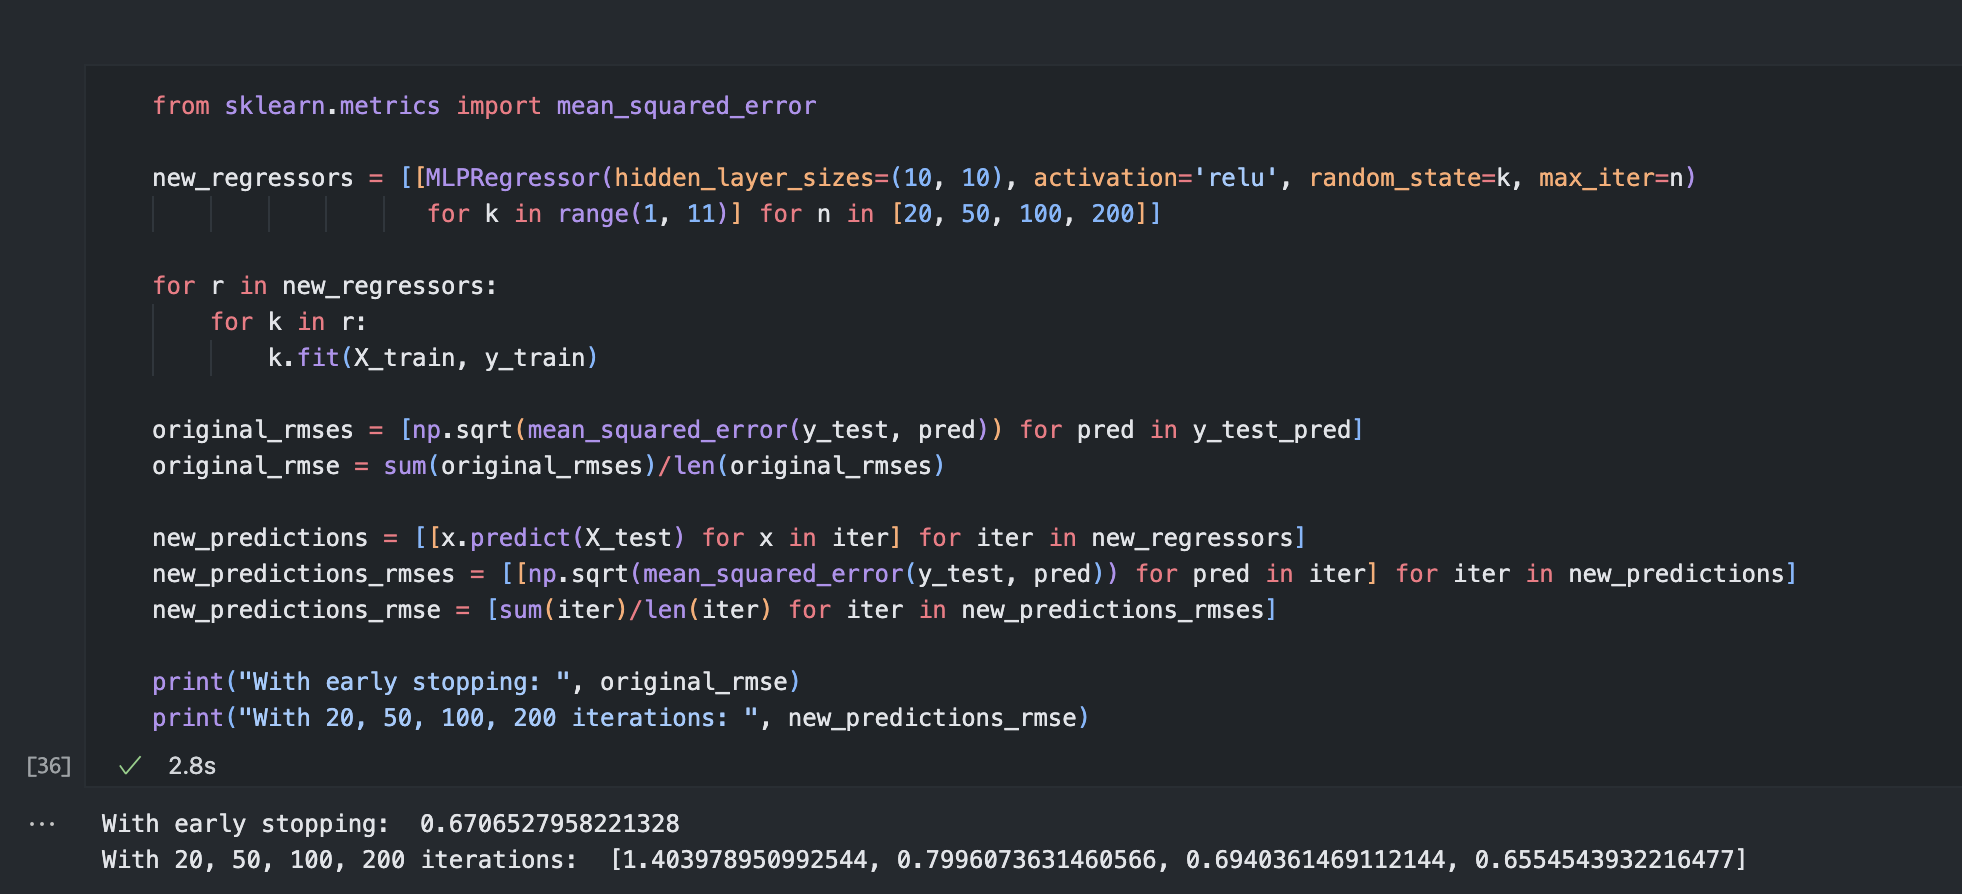 from sklearn.metrics import mean_squared_error
new_regressors = [[MLPRegressor(hidden_layer_sizes=(10, 10), activation='relu', random_state=k, max_iter=n)
for k in range(1, 11)] for n in [20, 50, 100, 200]]
for r in new_regressors:
for k in r:
k.fit(X_train, y_train)
original_rmses = [np.sqrt(mean_squared_error(y_test, pred)) for pred in y_test_pred]
original_rmse = sum(original_rmses)/len(original_rmses)
new_predictions = [[x.predict(X_test) for x in iter] for iter in new_regressors]
new_predictions_rmses = [[np.sqrt(mean_squared_error(y_test, pred)) for pred in iter] for iter in new_predictions]
new_predictions_rmse = [sum(iter)/len(iter) for iter in new_predictions_rmses]
print("With early stopping: ", original_rmse)
print("With 20, 50, 100, 200 iterations: ", new_predictions_rmse)
[36] ✓ 2.8s
... With early stopping:  0.6706527958221328
With 20, 50, 100, 200 iterations:  [1.403978950992544, 0.7996073631460566, 0.6940361469112144, 0.6554543932216477]